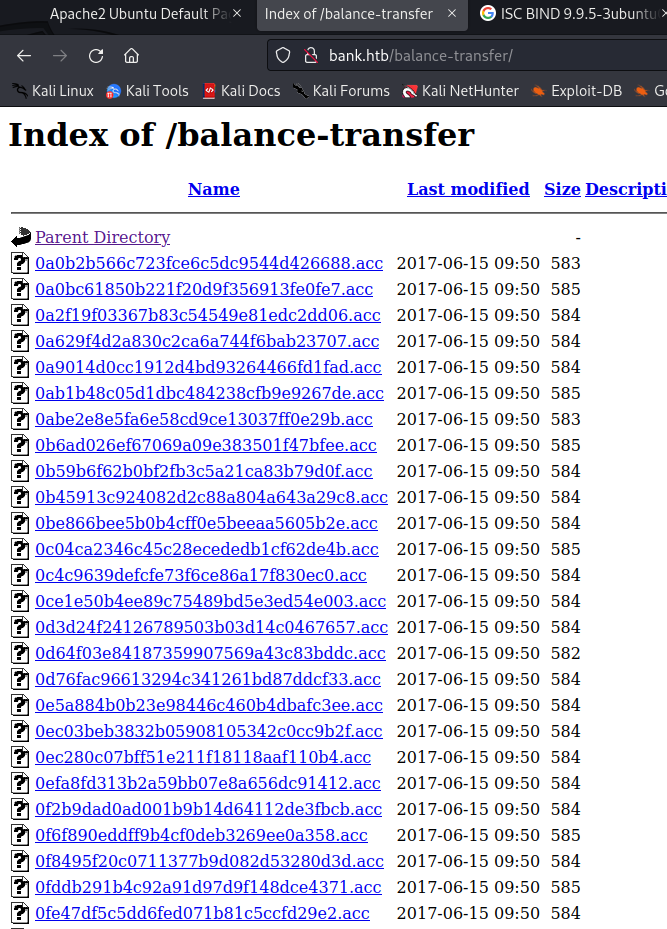 Apache2 Ubuntu Default Pa
Index of /balance-transfer
ISC BIND 9.9.5-3ubuntu
bank.htb/balance-transfer/
Kali Linux Kali Tools Kali Docs Kali Forums Kali NetHunter Exploit-DB Go
Index of /balance-transfer
Name Last modified Size Descripti
Parent Directory -
0a0b2b566c723fce6c5dc9544d426688.acc 2017-06-15 09:50 583
0a0bc61850b221f20d9f356913fe0fe7.acc 2017-06-15 09:50 585
0a2f19f03367b83c54549e81edc2dd06.acc 2017-06-15 09:50 584
0a629f4d2a830c2ca6a744f6bab23707.acc 2017-06-15 09:50 584
0a9014d0cc1912d4bd93264466fd1fad.acc 2017-06-15 09:50 584
0ab1b48c05d1dbc484238cfb9e9267de.acc 2017-06-15 09:50 585
0abe2e8e5fa6e58cd9ce13037ff0e29b.acc 2017-06-15 09:50 583
0b6ad026ef67069a09e383501f47bfee.acc 2017-06-15 09:50 585
0b59b6f62b0bf2fb3c5a21ca83b79d0f.acc 2017-06-15 09:50 584
0b45913c924082d2c88a804a643a29c8.acc 2017-06-15 09:50 584
0be866bee5b0b4cff0e5beeaa5605b2e.acc 2017-06-15 09:50 584
0c04ca2346c45c28ecededb1cf62de4b.acc 2017-06-15 09:50 585
0c4c9639defcfe73f6ce86a17f830ec0.acc 2017-06-15 09:50 584
0ce1e50b4ee89c75489bd5e3ed54e003.acc 2017-06-15 09:50 584
0d3d24f24126789503b03d14c0467657.acc 2017-06-15 09:50 584
0d64f03e84187359907569a43c83bddc.acc 2017-06-15 09:50 582
0d76fac96613294c341261bd87ddcf33.acc 2017-06-15 09:50 584
0e5a884b0b23e98446c460b4dbafc3ee.acc 2017-06-15 09:50 584
0ec03beb3832b05908105342c0cc9b2f.acc 2017-06-15 09:50 584
0ec280c07bff51e211f18118aaf110b4.acc 2017-06-15 09:50 584
0efa8fd313b2a59bb07e8a656dc91412.acc 2017-06-15 09:50 584
0f2b9dad0ad001b9b14d64112de3fbcb.acc 2017-06-15 09:50 584
0f6f890eddff9b4cf0deb3269ee0a358.acc 2017-06-15 09:50 585
0f8495f20c0711377b9d082d53280d3d.acc 2017-06-15 09:50 584
0fddb291b4c92a91d97d9f148dce4371.acc 2017-06-15 09:50 585
0fe47df5c5dd6fed071b81c5ccfd29e2.acc 2017-06-15 09:50 584